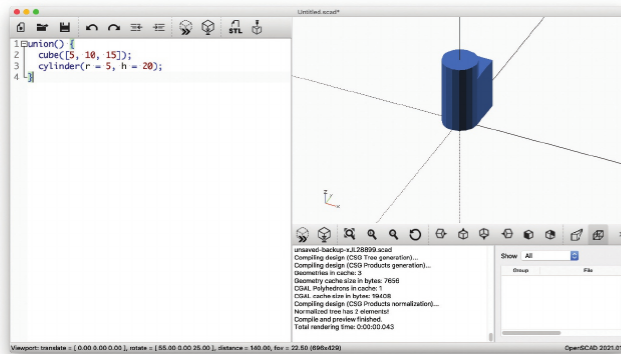 Untitled.scad*
STL
1 union() {
2 cube([5, 10, 15]);
3 cylinder(r = 5, h = 20);
4 }
unsaved-backup-xJL28899.scad
Compiling design (CSG Tree generation)...
Compiling design (CSG Products generation)...
Geometries in cache: 3
Geometry cache size in bytes: 7656
CGAL Polyhedrons in cache: 1
CGAL cache size in bytes: 19408
Compiling design (CSG Products normalization)...
Normalized tree has 2 elements!
Compile and preview finished.
Total rendering time: 0:00:00.043
Show All
Group File
Viewport: translate = [ 0.00 0.00 0.00 ], rotate = [ 55.00 0.00 25.00 ], distance = 140.00, fov = 22.50 (696x429)
OpenSCAD 2021.01